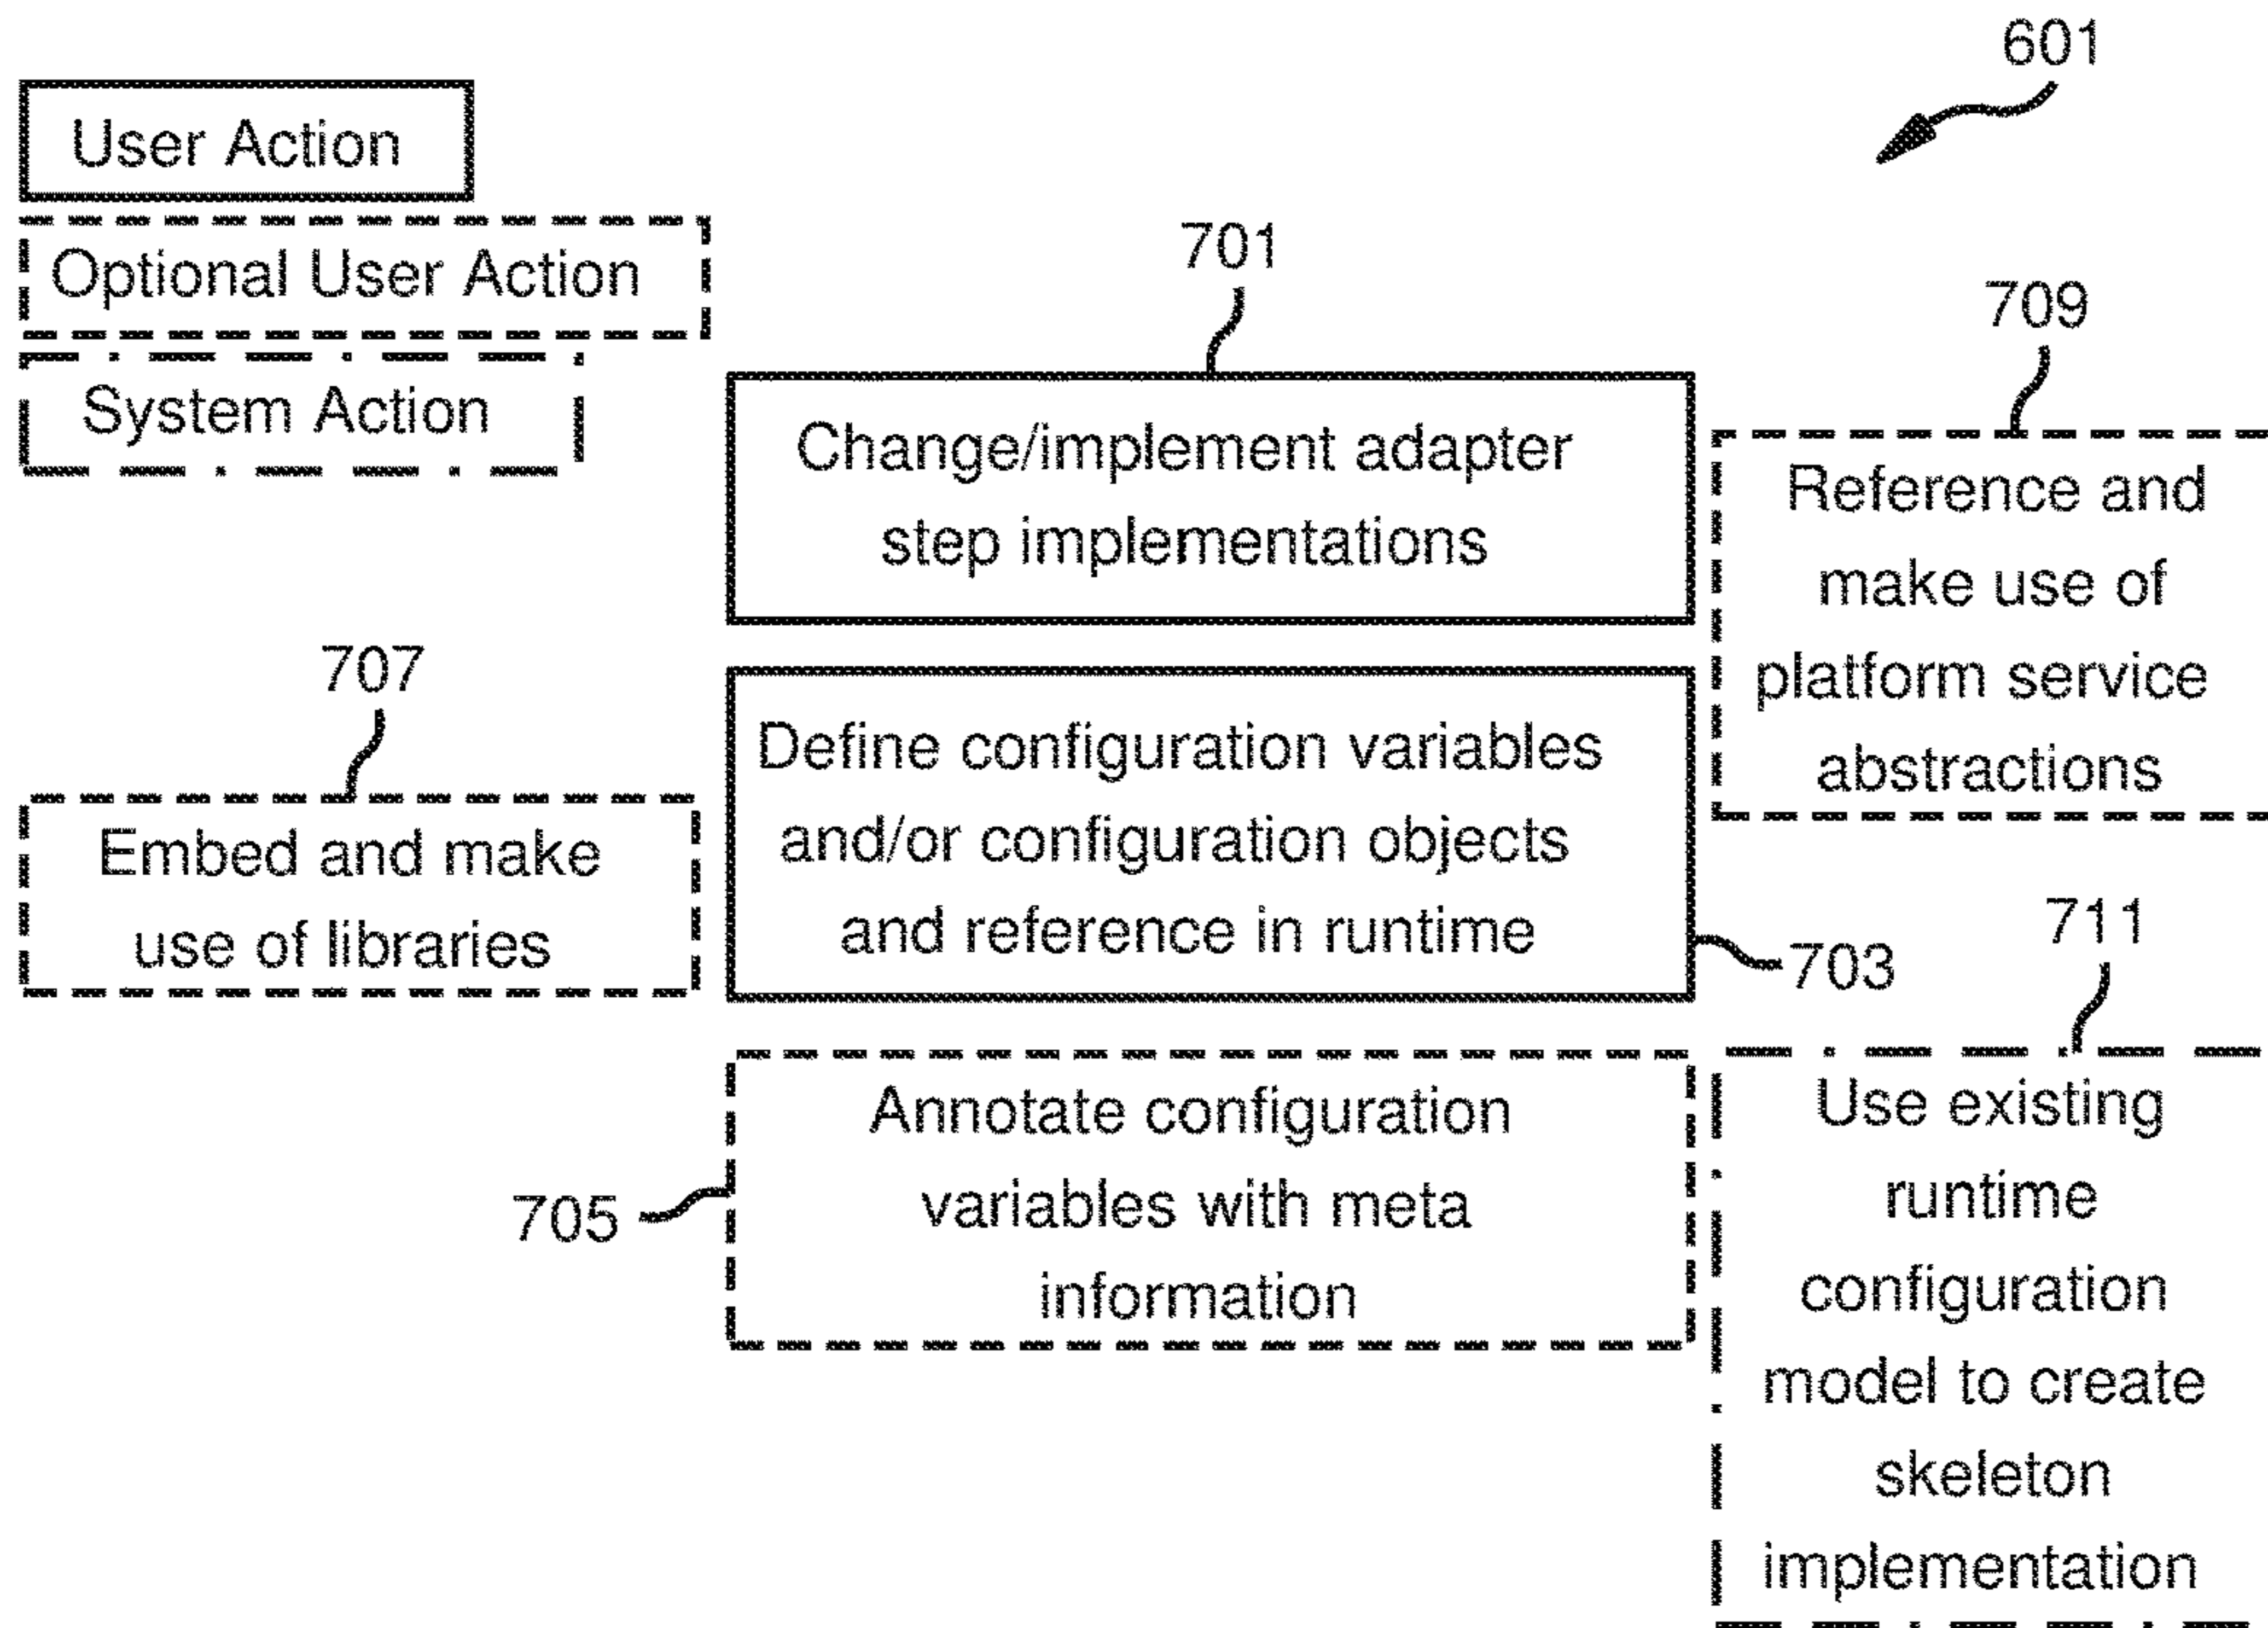 601
User Action
Optional User Action
System Action
701
Change/implement adapter
step implementations
709
Reference and
make use of
platform service
abstractions
707
Embed and make
use of libraries
Define configuration variables
and/or configuration objects
and reference in runtime
703
705
Annotate configuration
variables with meta
information
711
Use existing
runtime
configuration
model to create
skeleton
implementation